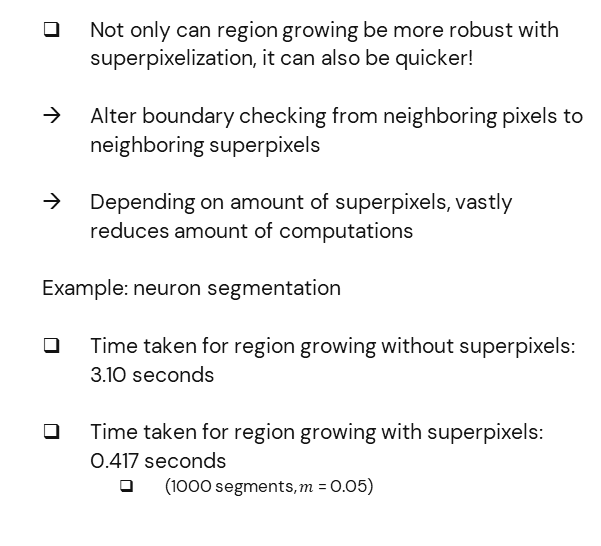 ❑ Not only can region growing be more robust with
superpixelization, it can also be quicker!
→ Alter boundary checking from neighboring pixels to
neighboring superpixels
→ Depending on amount of superpixels, vastly
reduces amount of computations
Example: neuron segmentation
❑ Time taken for region growing without superpixels:
3.10 seconds
❑ Time taken for region growing with superpixels:
0.417 seconds
❑ (1000 segments, m = 0.05)